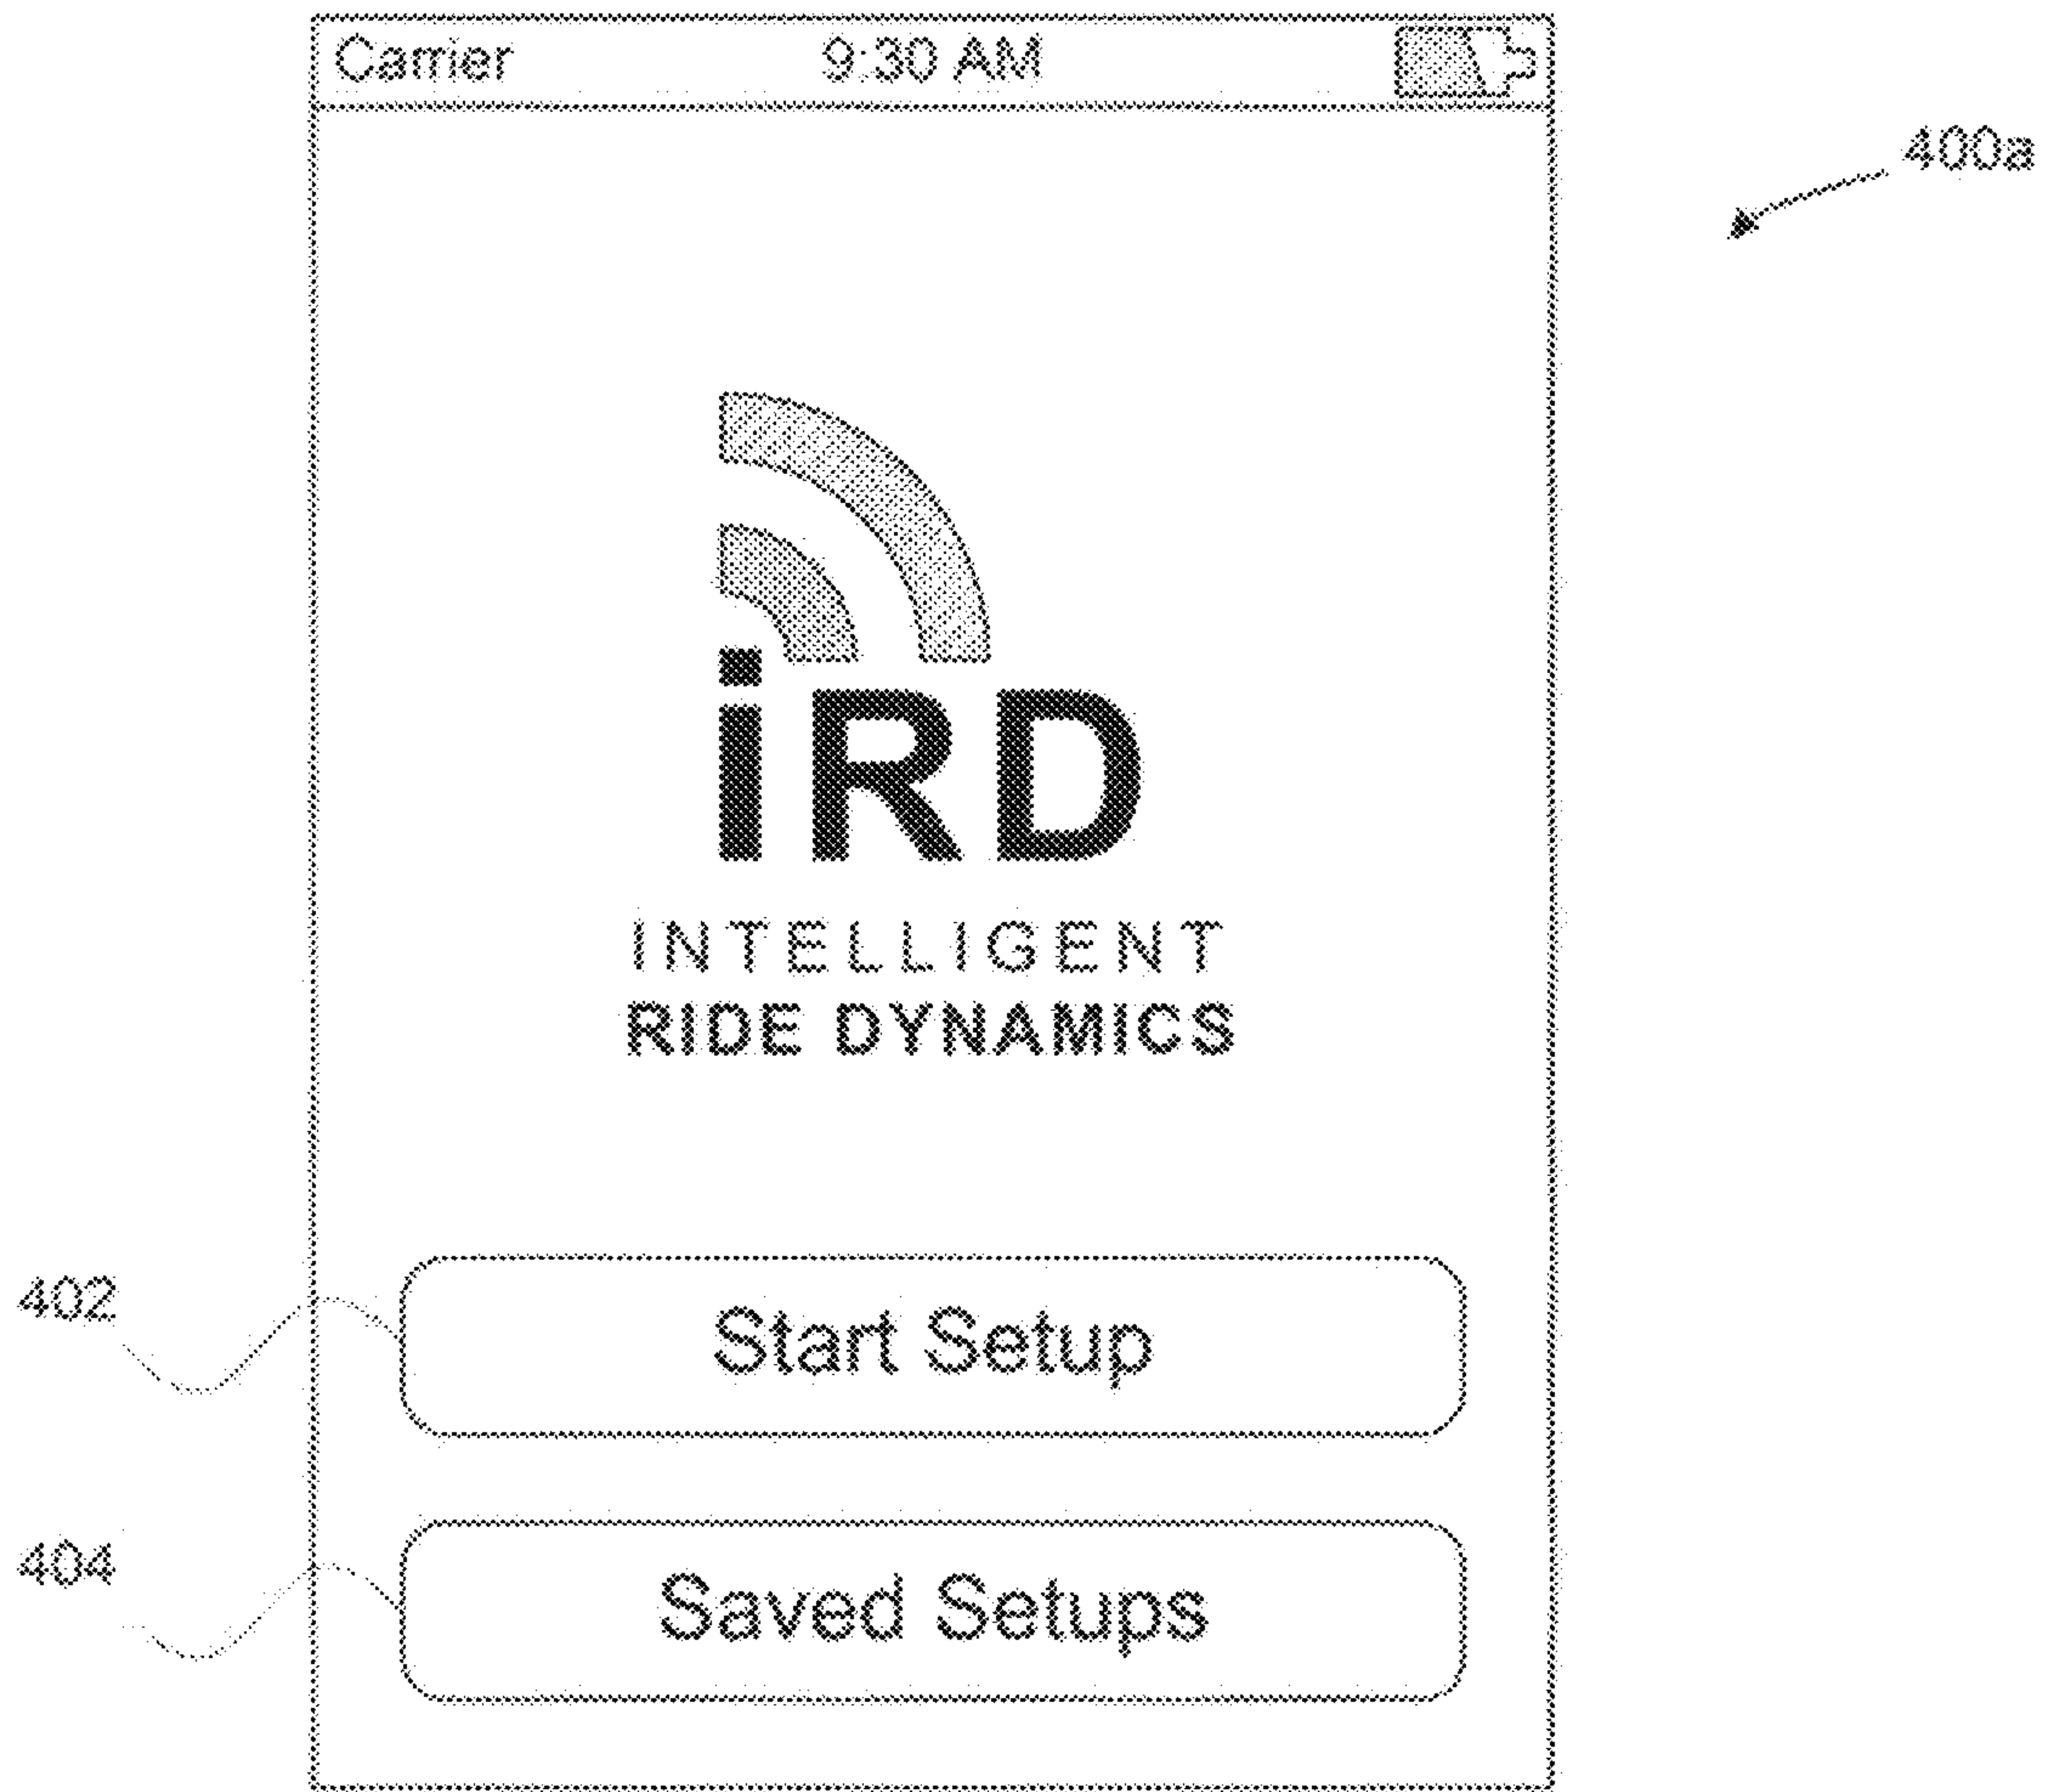 Carrier 9:30 AM
400a
iRD
INTELLIGENT
RIDE DYNAMICS
402
Start Setup
404
Saved Setups